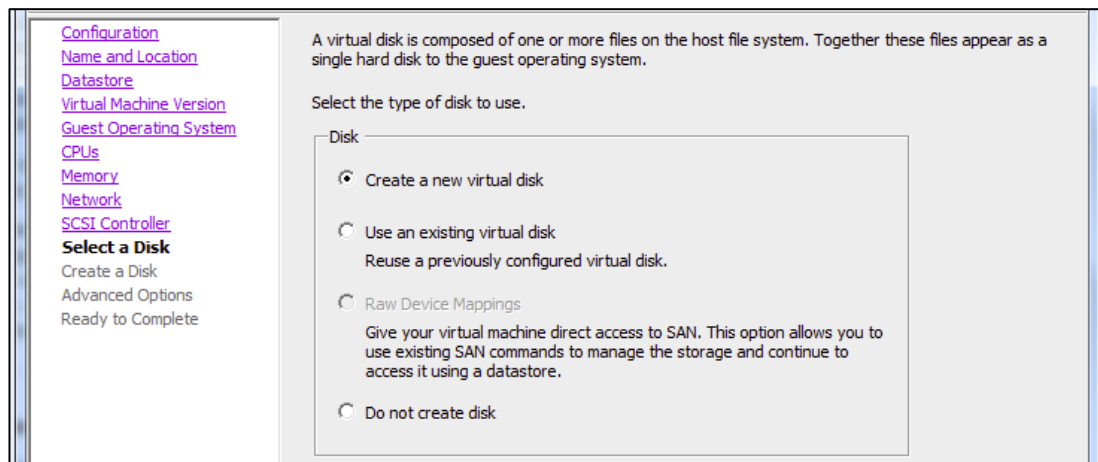 Configuration
Name and Location
Datastore
Virtual Machine Version
Guest Operating System
CPUs
Memory
Network
SCSI Controller
Select a Disk
Create a Disk
Advanced Options
Ready to Complete
A virtual disk is composed of one or more files on the host file system. Together these files appear as a
single hard disk to the guest operating system.
Select the type of disk to use.
Disk
Create a new virtual disk
Use an existing virtual disk
Reuse a previously configured virtual disk.
Raw Device Mappings
Give your virtual machine direct access to SAN. This option allows you to
use existing SAN commands to manage the storage and continue to
access it using a datastore.
Do not create disk